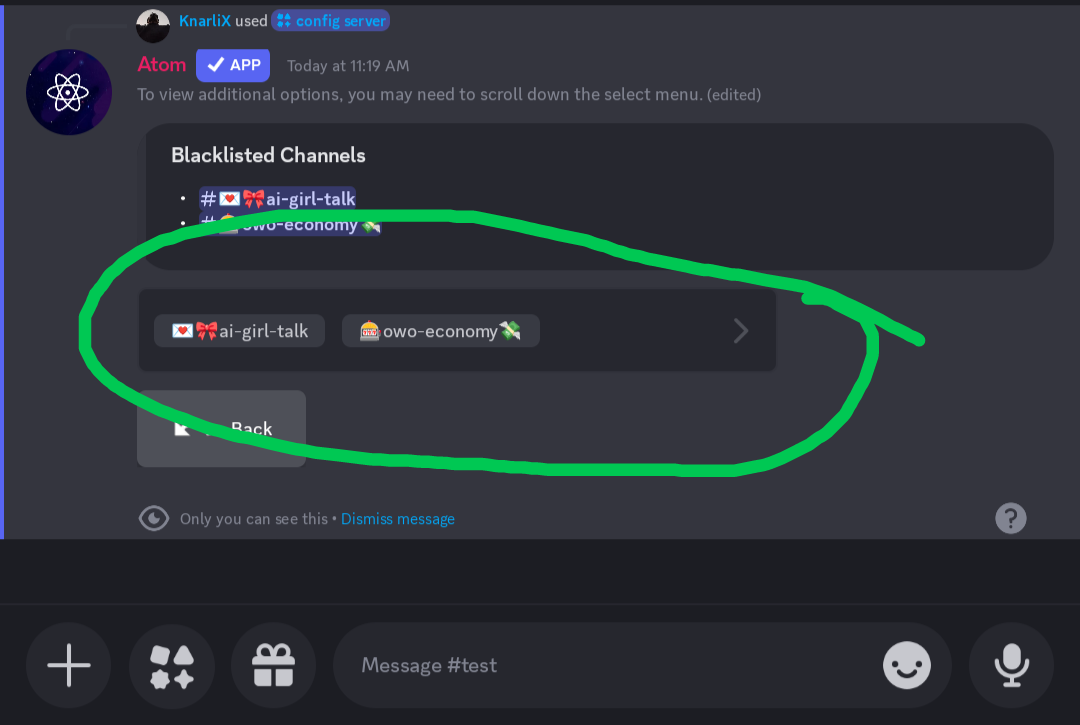 KnarliX used config server
Atom APP Today at 11:19 AM
To view additional options, you may need to scroll down the select menu. (edited)
Blacklisted Channels
• #💌🎀ai-girl-talk
• #🎰owo-economy💸
💌🎀ai-girl-talk 🎰owo-economy💸
Back
Only you can see this • Dismiss message
Message #test